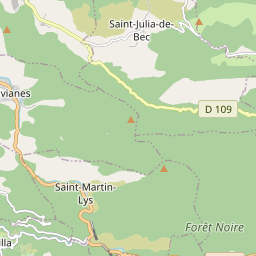 Saint-Julia-de-
Bec
vianes
D 109
Saint-Martin-
Lys
Forêt Noire
lla